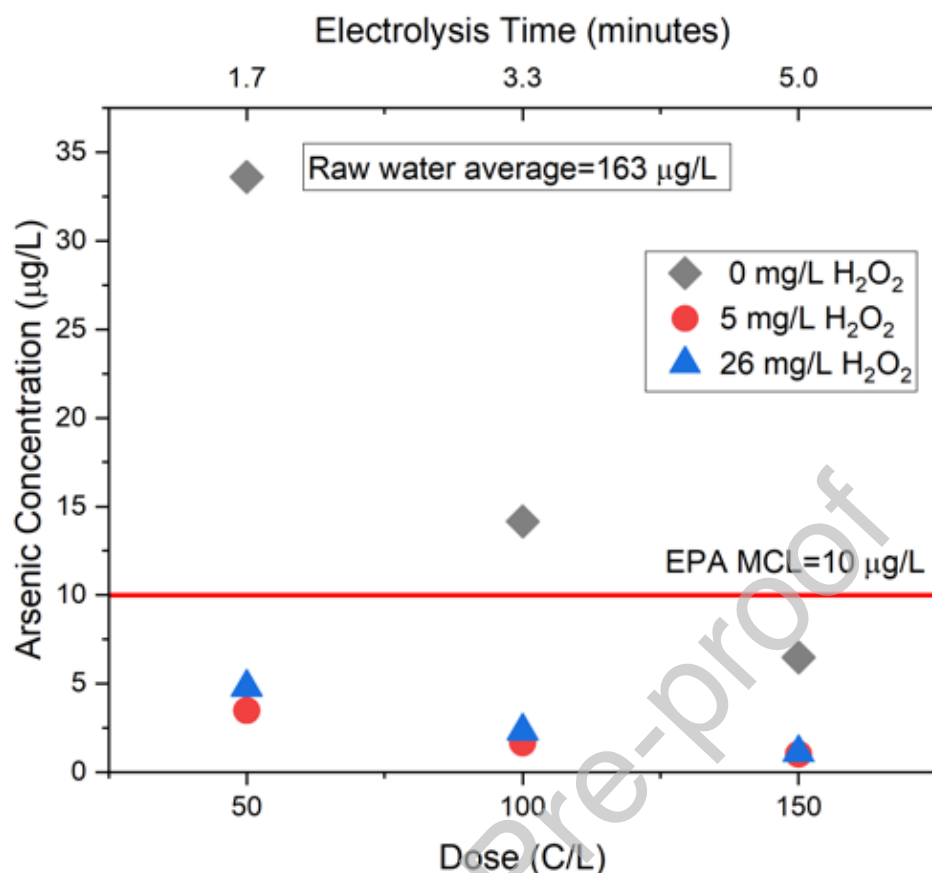 Electrolysis Time (minutes)
1.7 3.3 5.0
Raw water average=163 μg/L
0 mg/L H₂O₂
5 mg/L H₂O₂
26 mg/L H₂O₂
EPA MCL=10 μg/L
Arsenic Concentration (μg/L)
35
30
25
20
15
10
5
0
50 100 150
Dose (C/L)
Pre-proof